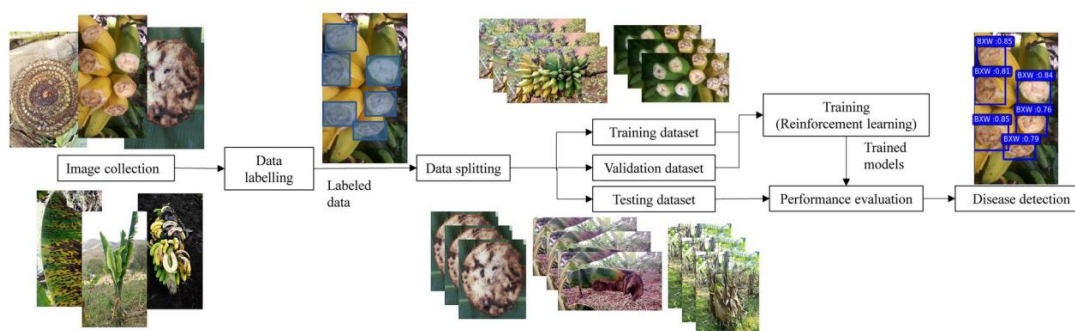 Image collection
Data
labelling
Labeled
data
Data splitting
Training dataset
Validation dataset
Testing dataset
Training
(Reinforcement learning)
Trained
models
Performance evaluation
Disease detection
BXW :0.85
BXW :0.81
BXW :0.84
BXW :0.76
BXW :0.85
BXW :0.79